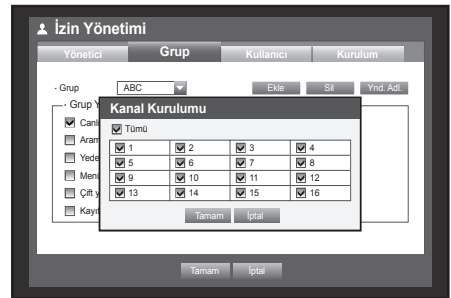 İzin Yönetimi
Yönetici Grup Kullanıcı Kurulum
· Grup ABC Ekle Sil Ynd. Adl.
· Grup Y
Canlı
Aram
Yede
Menü
Çift y
Kayıt
Kanal Kurulumu
Tümü
1 2 3 4
5 6 7 8
9 10 11 12
13 14 15 16
Tamam İptal
Tamam İptal